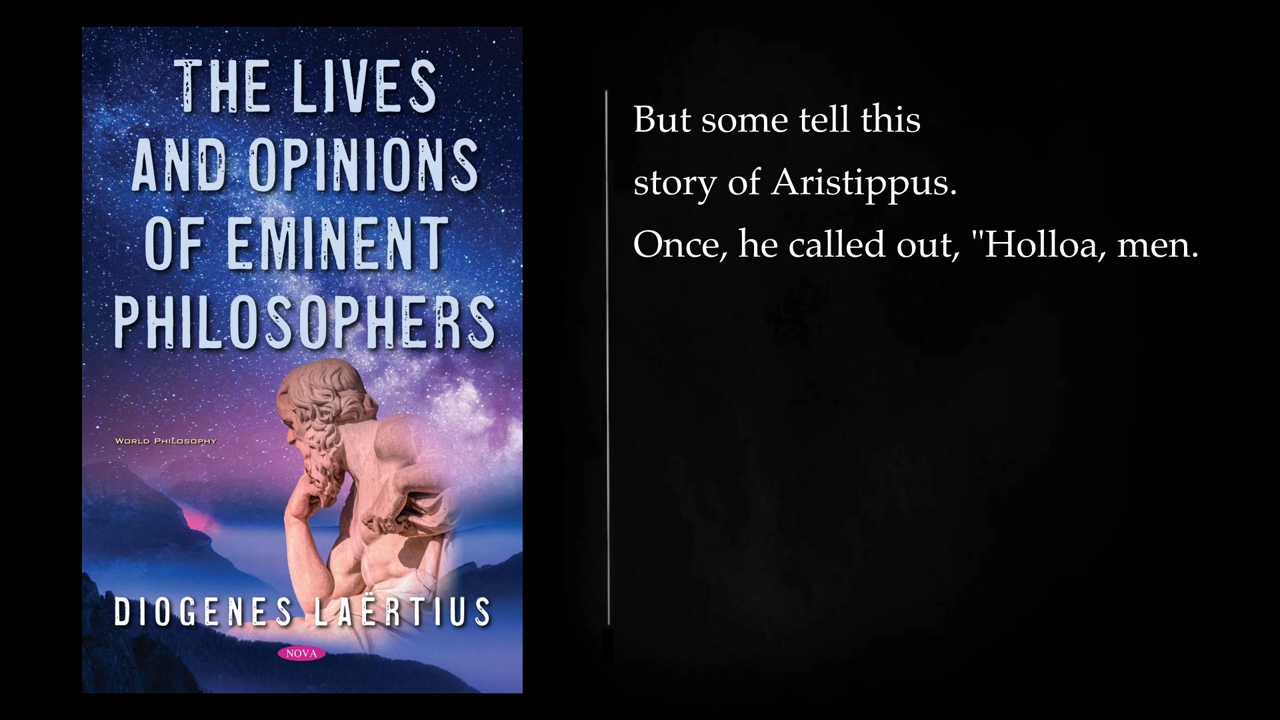 THE LIVES
AND OPINIONS
OF EMINENT
PHILOSOPHERS
WORLD PHILOSOPHY
DIOGENES LAËRTIUS
NOVA
But some tell this
story of Aristippus.
Once, he called out, "Holloa, men.